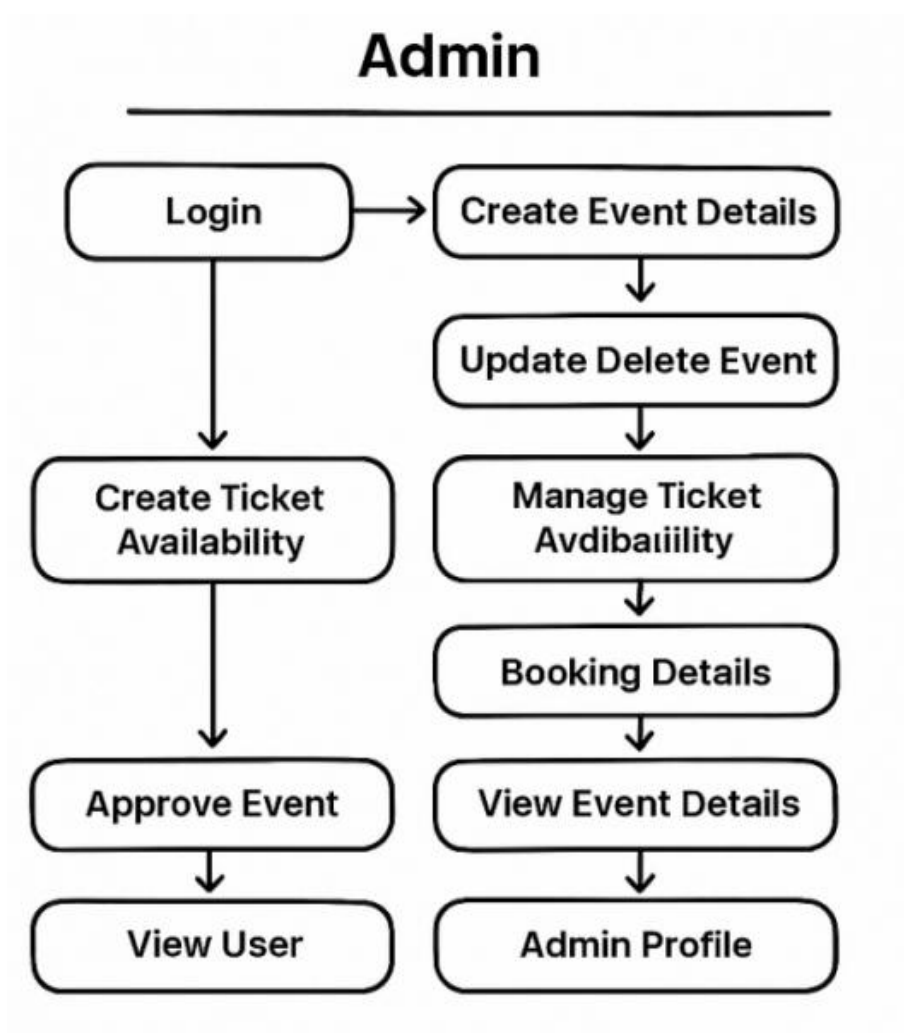 Admin
Login
Create Event Details
Update Delete Event
Create Ticket
Availability
Manage Ticket
Avdibaıiility
Booking Details
Approve Event
View Event Details
View User
Admin Profile